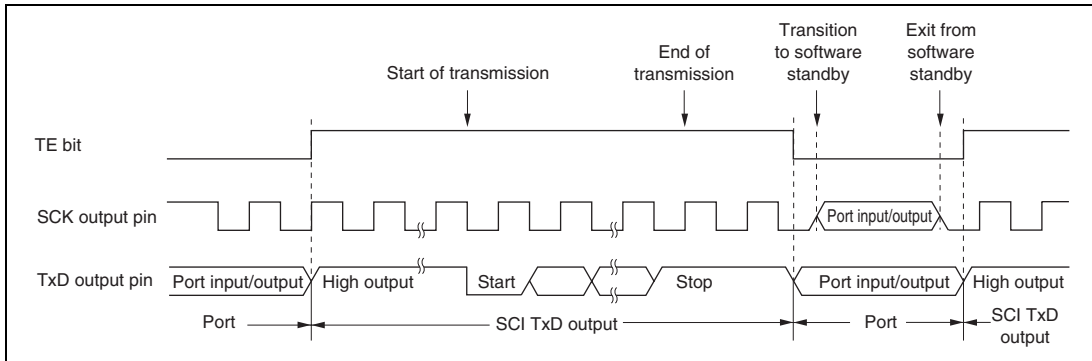 Transition
to software
standby
Exit from
software
standby
Start of transmission
End of
transmission
TE bit
SCK output pin
Port input/output
TxD output pin
Port input/output
High output
Start
Stop
Port input/output
High output
Port
SCI TxD output
Port
SCI TxD
output